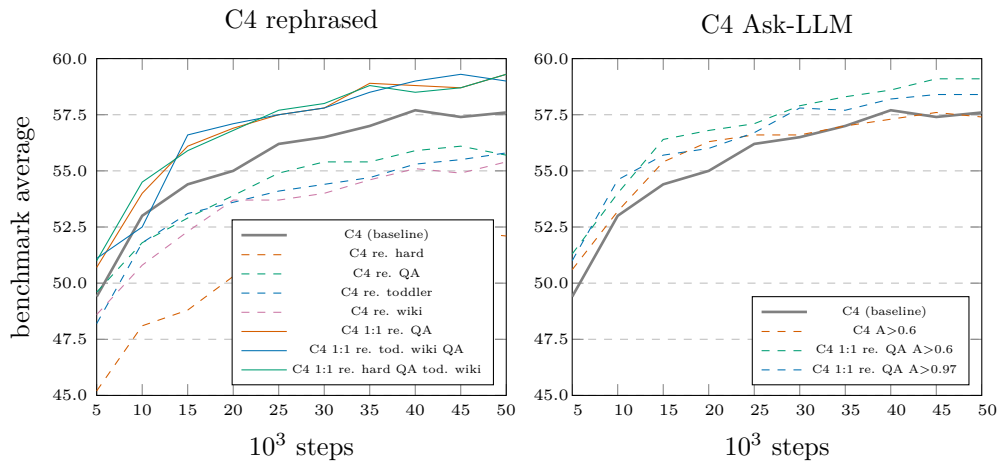 C4 rephrased
C4 Ask-LLM
benchmark average
60.0
57.5
55.0
52.5
50.0
47.5
45.0
5 10 15 20 25 30 35 40 45 50
10³ steps
C4 (baseline)
C4 re. hard
C4 re. QA
C4 re. toddler
C4 re. wiki
C4 1:1 re. QA
C4 1:1 re. tod. wiki QA
C4 1:1 re. hard QA tod. wiki
60.0
57.5
55.0
52.5
50.0
47.5
45.0
5 10 15 20 25 30 35 40 45 50
10³ steps
C4 (baseline)
C4 A>0.6
C4 1:1 re. QA A>0.6
C4 1:1 re. QA A>0.97